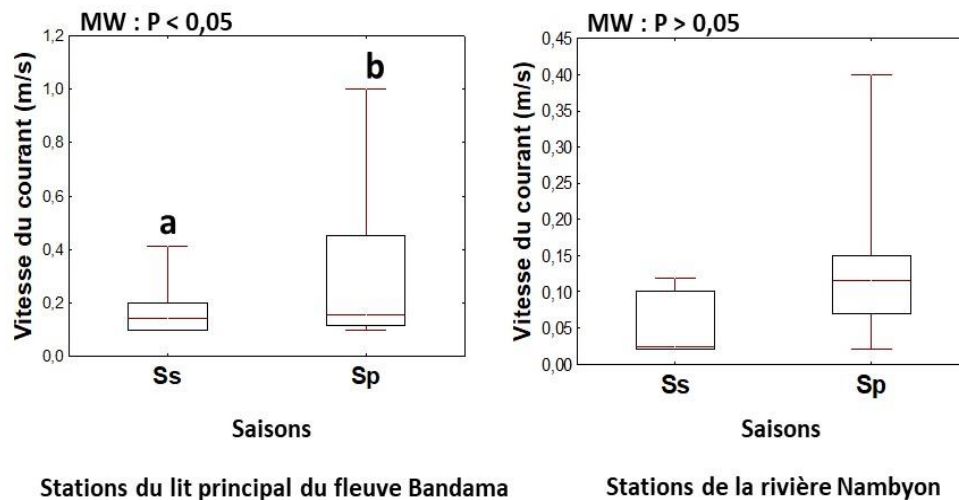 MW : P < 0,05
Vitesse du courant (m/s)
1,2
1,0
0,8
0,6
0,4
0,2
0,0
a
b
Ss
Sp
Saisons
Stations du lit principal du fleuve Bandama
MW : P > 0,05
Vitesse du courant (m/s)
0,45
0,40
0,35
0,30
0,25
0,20
0,15
0,10
0,05
0,00
Ss
Sp
Saisons
Stations de la rivière Nambyon